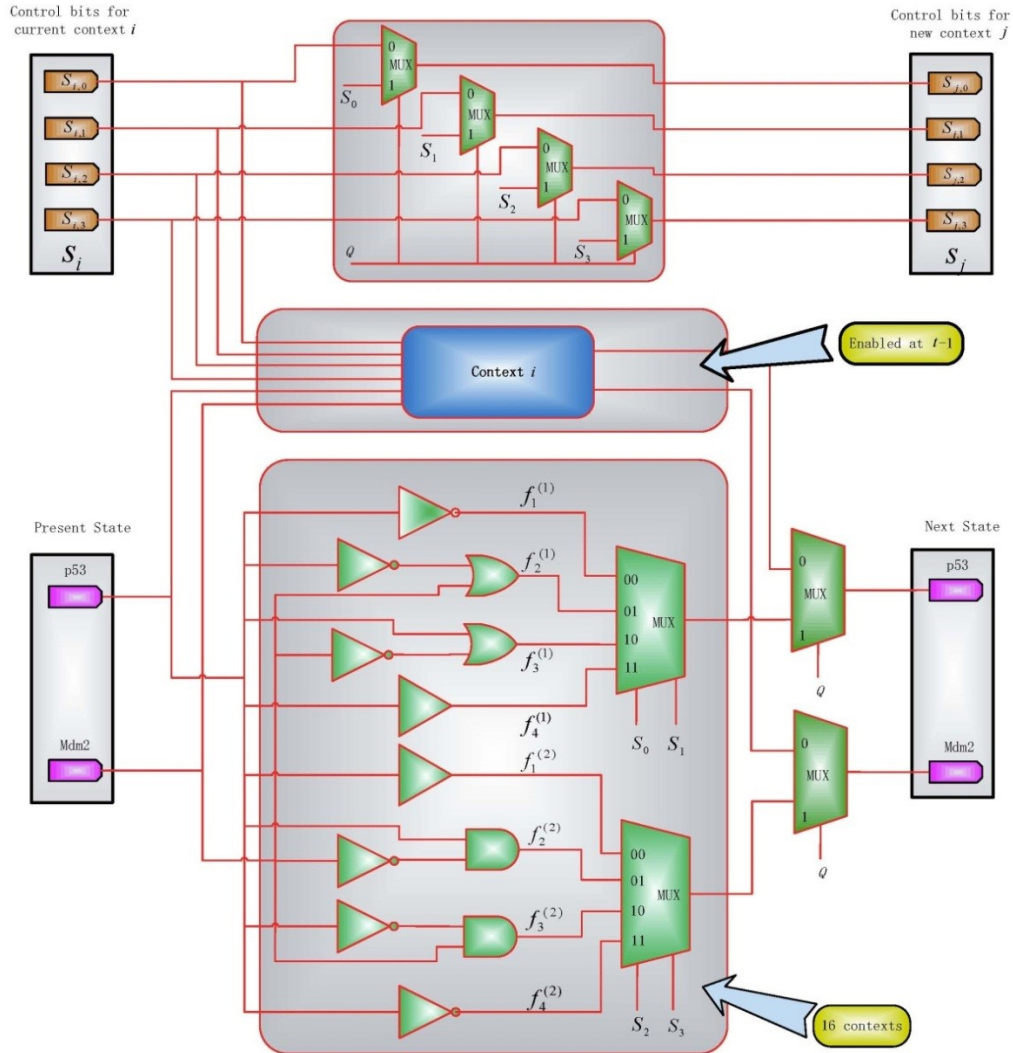 Control bits for
current context i
Control bits for
new context j
S_{i,0}
S_{i,1}
S_{i,2}
S_{i,3}
S_i
0
MUX
1
S_0
0
MUX
1
S_1
0
MUX
1
S_2
0
MUX
1
S_3
Q
S_{j,0}
S_{j,1}
S_{j,2}
S_{j,3}
S_j
Context i
Enabled at t-1
Present State
p53
Mdm2
f_1^{(1)}
f_2^{(1)}
f_3^{(1)}
f_4^{(1)}
00
01
MUX
10
11
S_0 S_1
f_1^{(2)}
f_2^{(2)}
f_3^{(2)}
f_4^{(2)}
00
01
MUX
10
11
S_2 S_3
0
MUX
1
Q
0
MUX
1
Q
Next State
p53
Mdm2
16 contexts